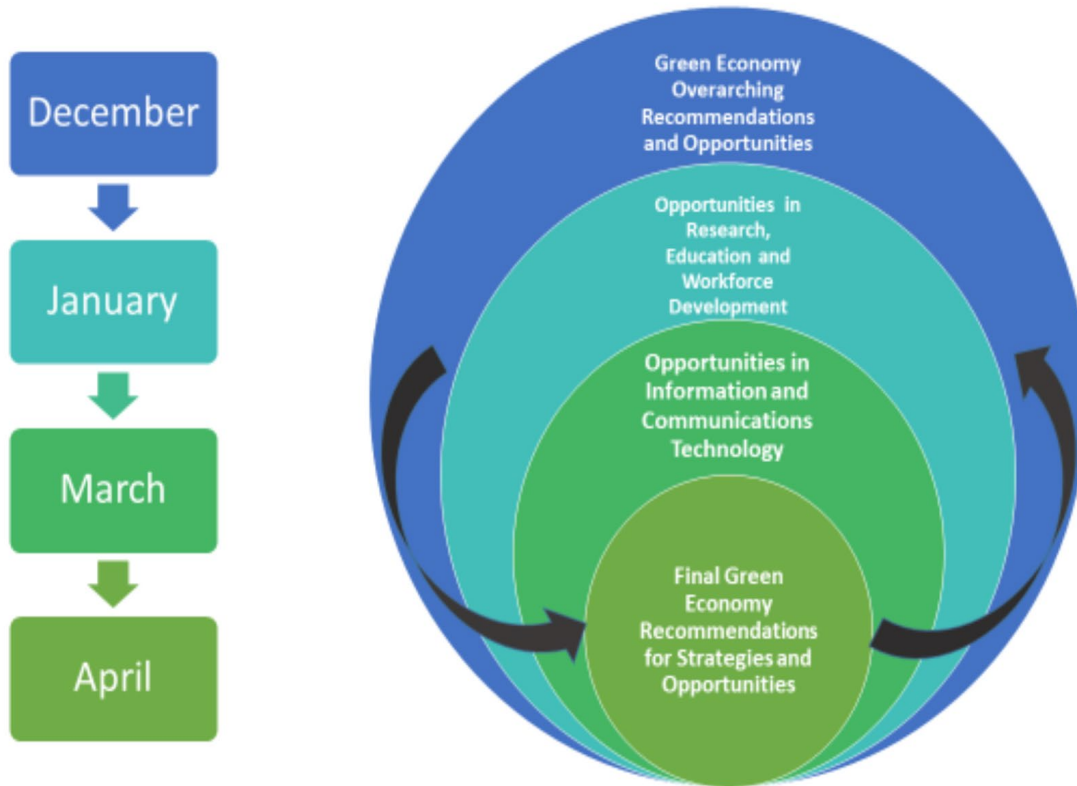 December
January
March
April
Green Economy
Overarching
Recommendations
and Opportunities
Opportunities in
Research,
Education and
Workforce
Development
Opportunities in
Information and
Communications
Technology
Final Green
Economy
Recommendations
for Strategies and
Opportunities